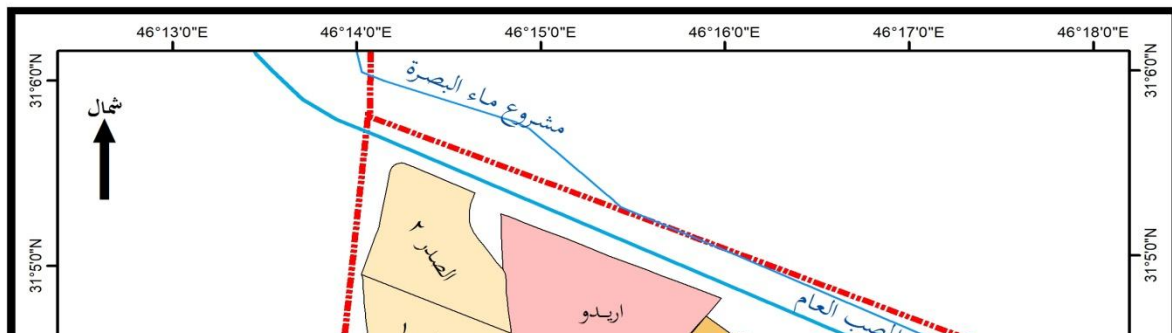 46°13'0"E 46°14'0"E 46°15'0"E 46°16'0"E 46°17'0"E 46°18'0"E
31°6'0"N 31°6'0"N
مشروع ماء البصرة
شمال
الصدر ٢
31°5'0"N 31°5'0"N
المصب العام
اريدو
١